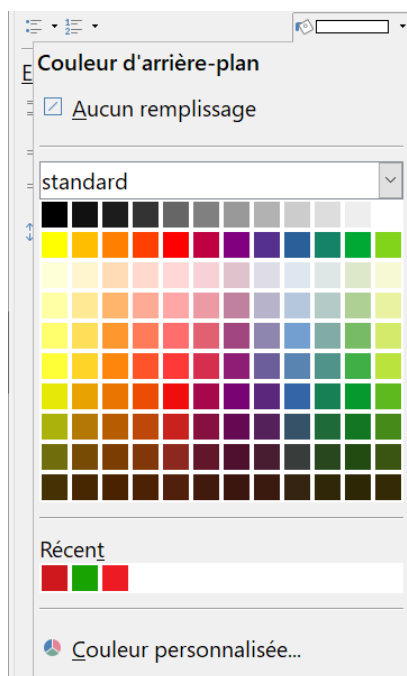 E
Couleur d'arrière-plan
Aucun remplissage
standard
Récent
Couleur personnalisée...